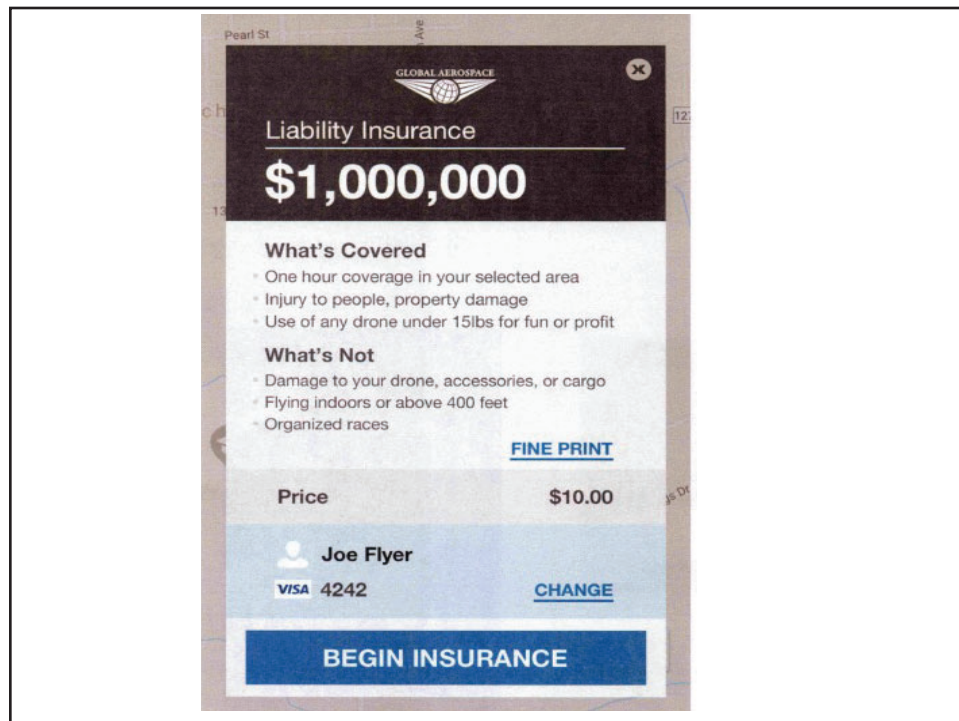 Pearl St
Ave
GLOBAL AEROSPACE
Liability Insurance
$1,000,000
What's Covered
One hour coverage in your selected area
Injury to people, property damage
Use of any drone under 15lbs for fun or profit
What's Not
Damage to your drone, accessories, or cargo
Flying indoors or above 400 feet
Organized races
FINE PRINT
Price $10.00
Joe Flyer
VISA 4242 CHANGE
BEGIN INSURANCE